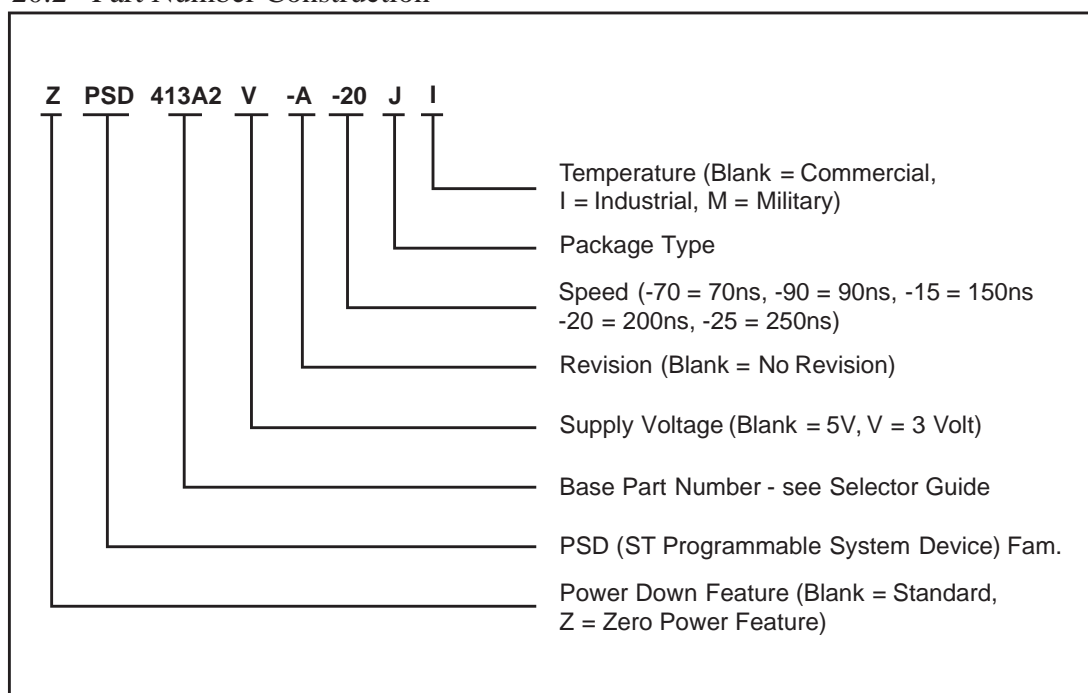 20.2 Part Number Construction
Z PSD 413A2 V -A -20 J I
Temperature (Blank = Commercial,
I = Industrial, M = Military)
Package Type
Speed (-70 = 70ns, -90 = 90ns, -15 = 150ns
-20 = 200ns, -25 = 250ns)
Revision (Blank = No Revision)
Supply Voltage (Blank = 5V, V = 3 Volt)
Base Part Number - see Selector Guide
PSD (ST Programmable System Device) Fam.
Power Down Feature (Blank = Standard,
Z = Zero Power Feature)